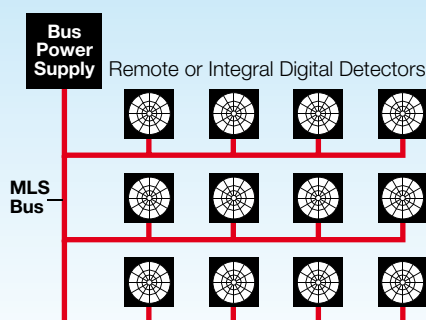 Bus
Power
Supply
Remote or Integral Digital Detectors
MLS
Bus